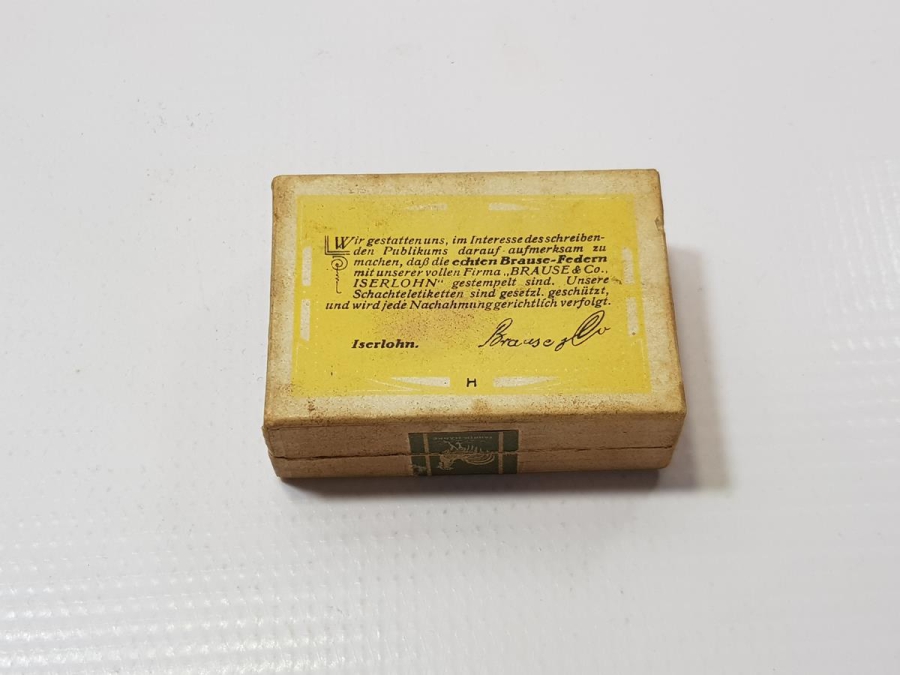 Wir gestatten uns, im Interesse des schreiben-
den Publikums darauf aufmerksam zu
machen, daß die echten Brause-Federn
mit unserer vollen Firma „BRAUSE & Co.,
ISERLOHN“ gestempelt sind. Unsere
Schachteletiketten sind gesetzl. geschützt,
und wird jede Nachahmung gerichtlich verfolgt.
Iserlohn. Brause & Co
H